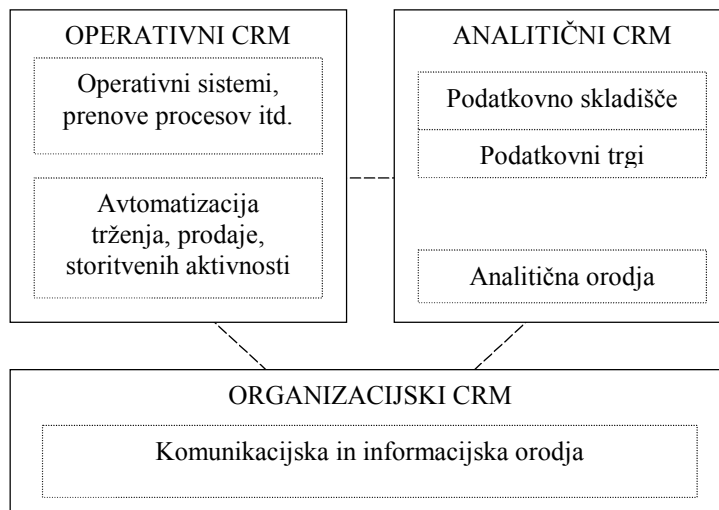 OPERATIVNI CRM
Operativni sistemi,
prenove procesov itd.
Avtomatizacija
trženja, prodaje,
storitvenih aktivnosti
ANALITIČNI CRM
Podatkovno skladišče
Podatkovni trgi
Analitična orodja
ORGANIZACIJSKI CRM
Komunikacijska in informacijska orodja